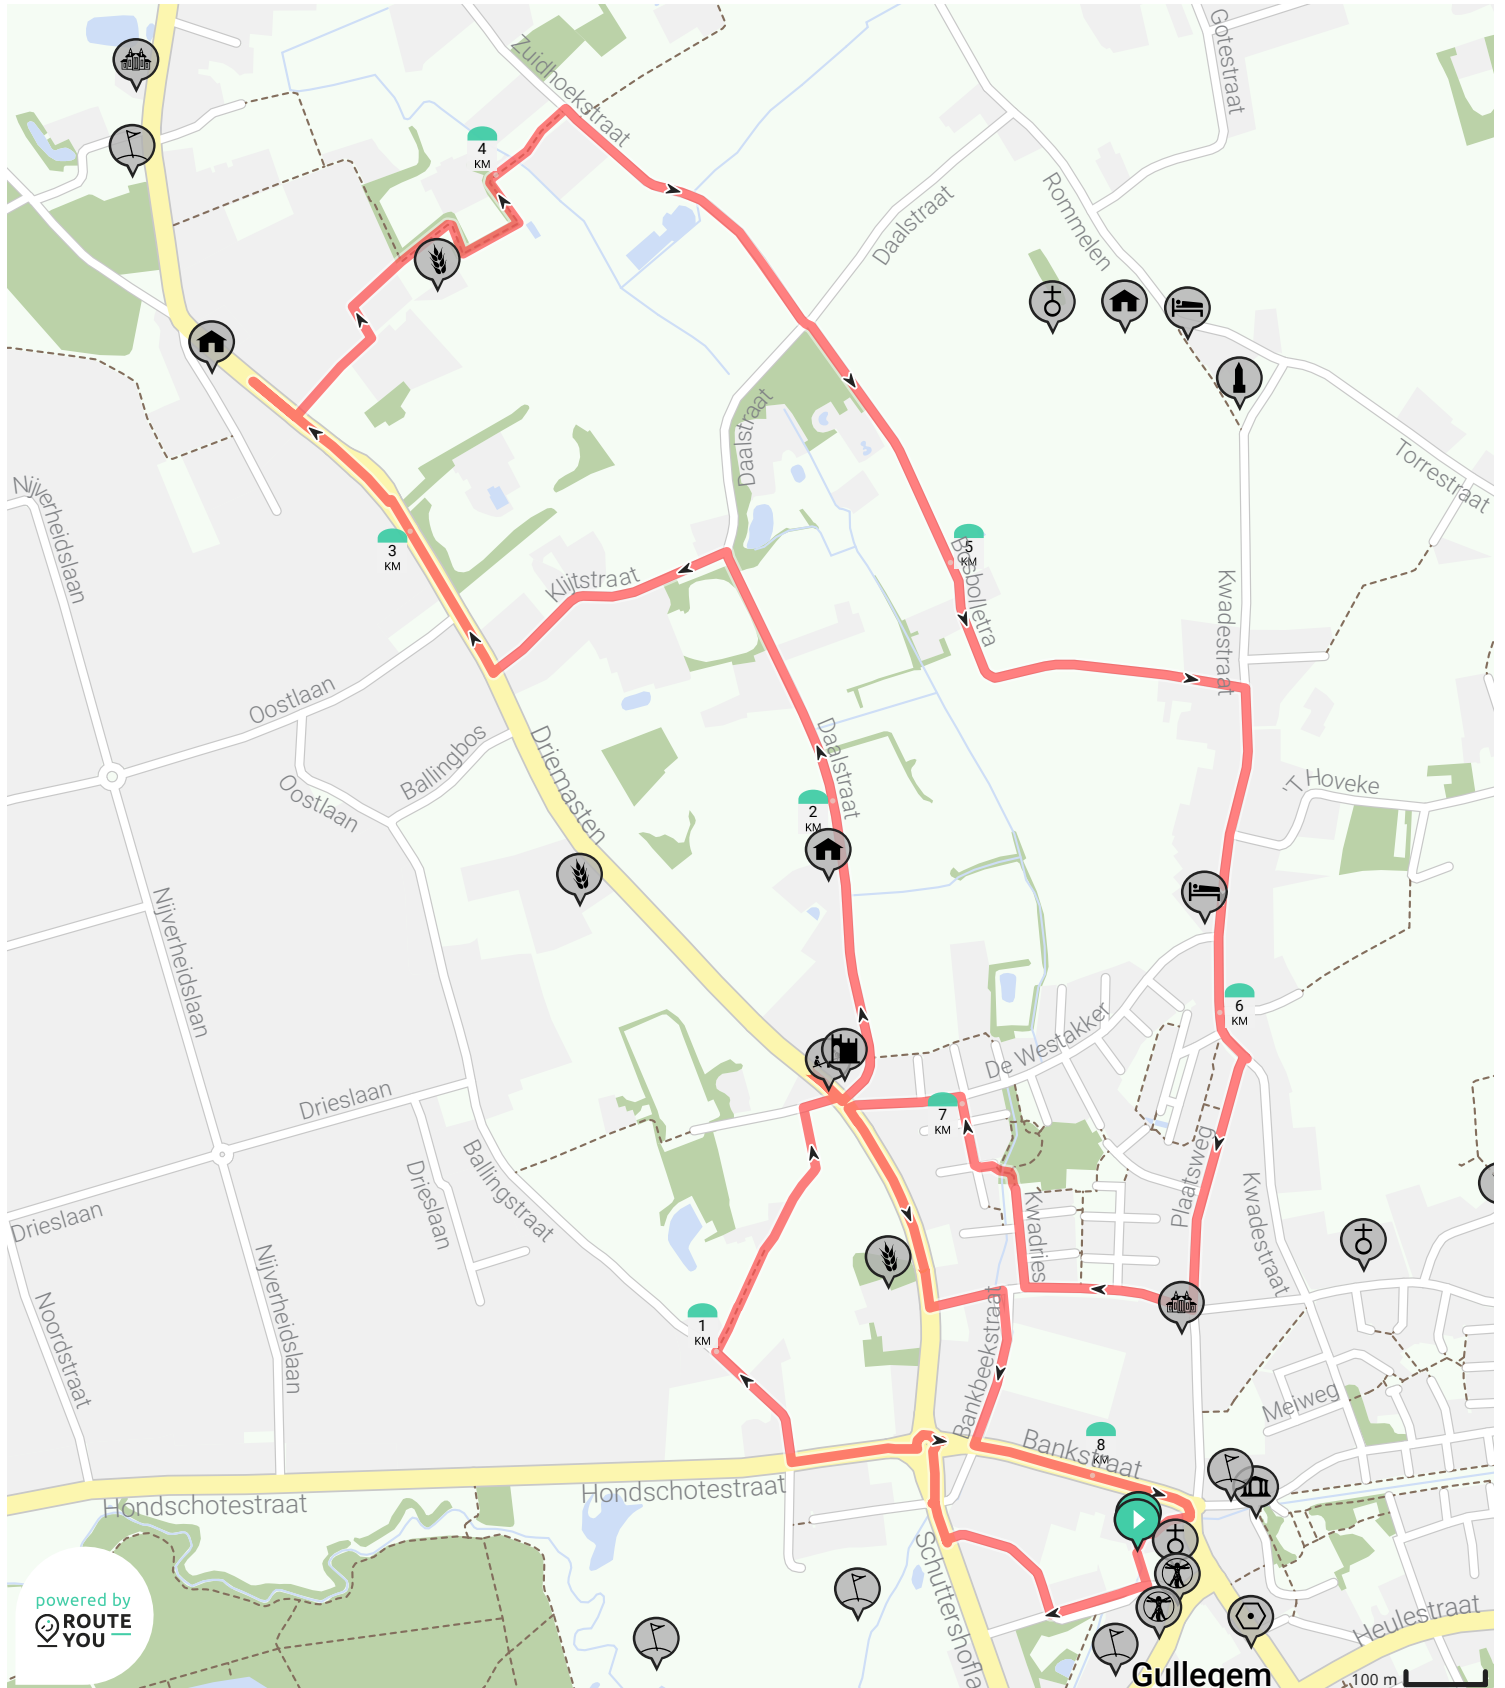 Gotestraat
Zuidhoekstraat
4
KM
Rommelen
Daalstraat
Daalstraat
Torrestraat
Nijverheidslaan
3
KM
5
KM
Bosbolletra
Klijtstraat
Kwadestraat
Oostlaan
Ballingbos
Driemasten
Daalstraat
Oostlaan
'T Hoveke
2
KM
Nijverheidslaan
6
KM
De Westakker
Drieslaan
7
KM
Plaatsweg
Ballingstraat
Drieslaan
Drieslaan
Kwadries
Kwadestraat
Nijverheidslaan
Noordstraat
1
KM
Bankbeekstraat
Meiweg
8
KM
Bankstraat
Hondschotestraat
Hondschotestraat
Schuttershofla
powered by
ROUTE
YOU
Heulestraat
Gullegem
100 m